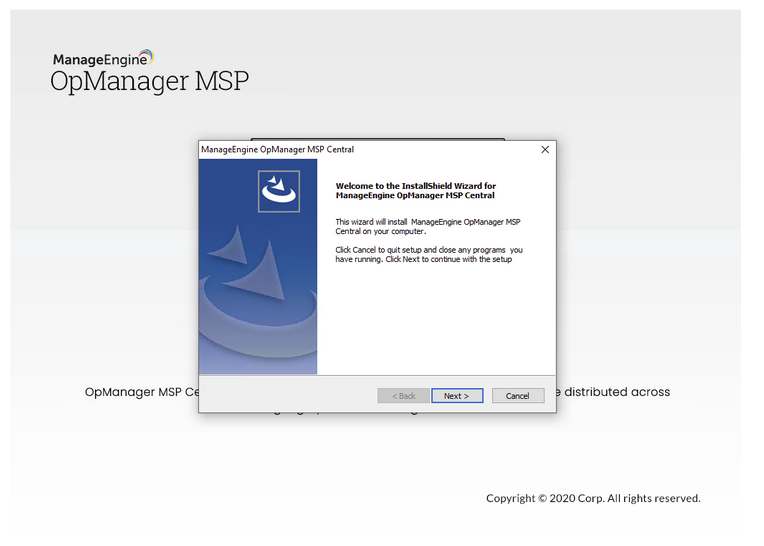 ManageEngine
OpManager MSP
ManageEngine OpManager MSP Central
Welcome to the InstallShield Wizard for
ManageEngine OpManager MSP Central
This wizard will install ManageEngine OpManager MSP
Central on your computer.
Click Cancel to quit setup and close any programs you
have running. Click Next to continue with the setup
< Back Next > Cancel
OpManager MSP Ce
distributed across
Copyright © 2020 Corp. All rights reserved.